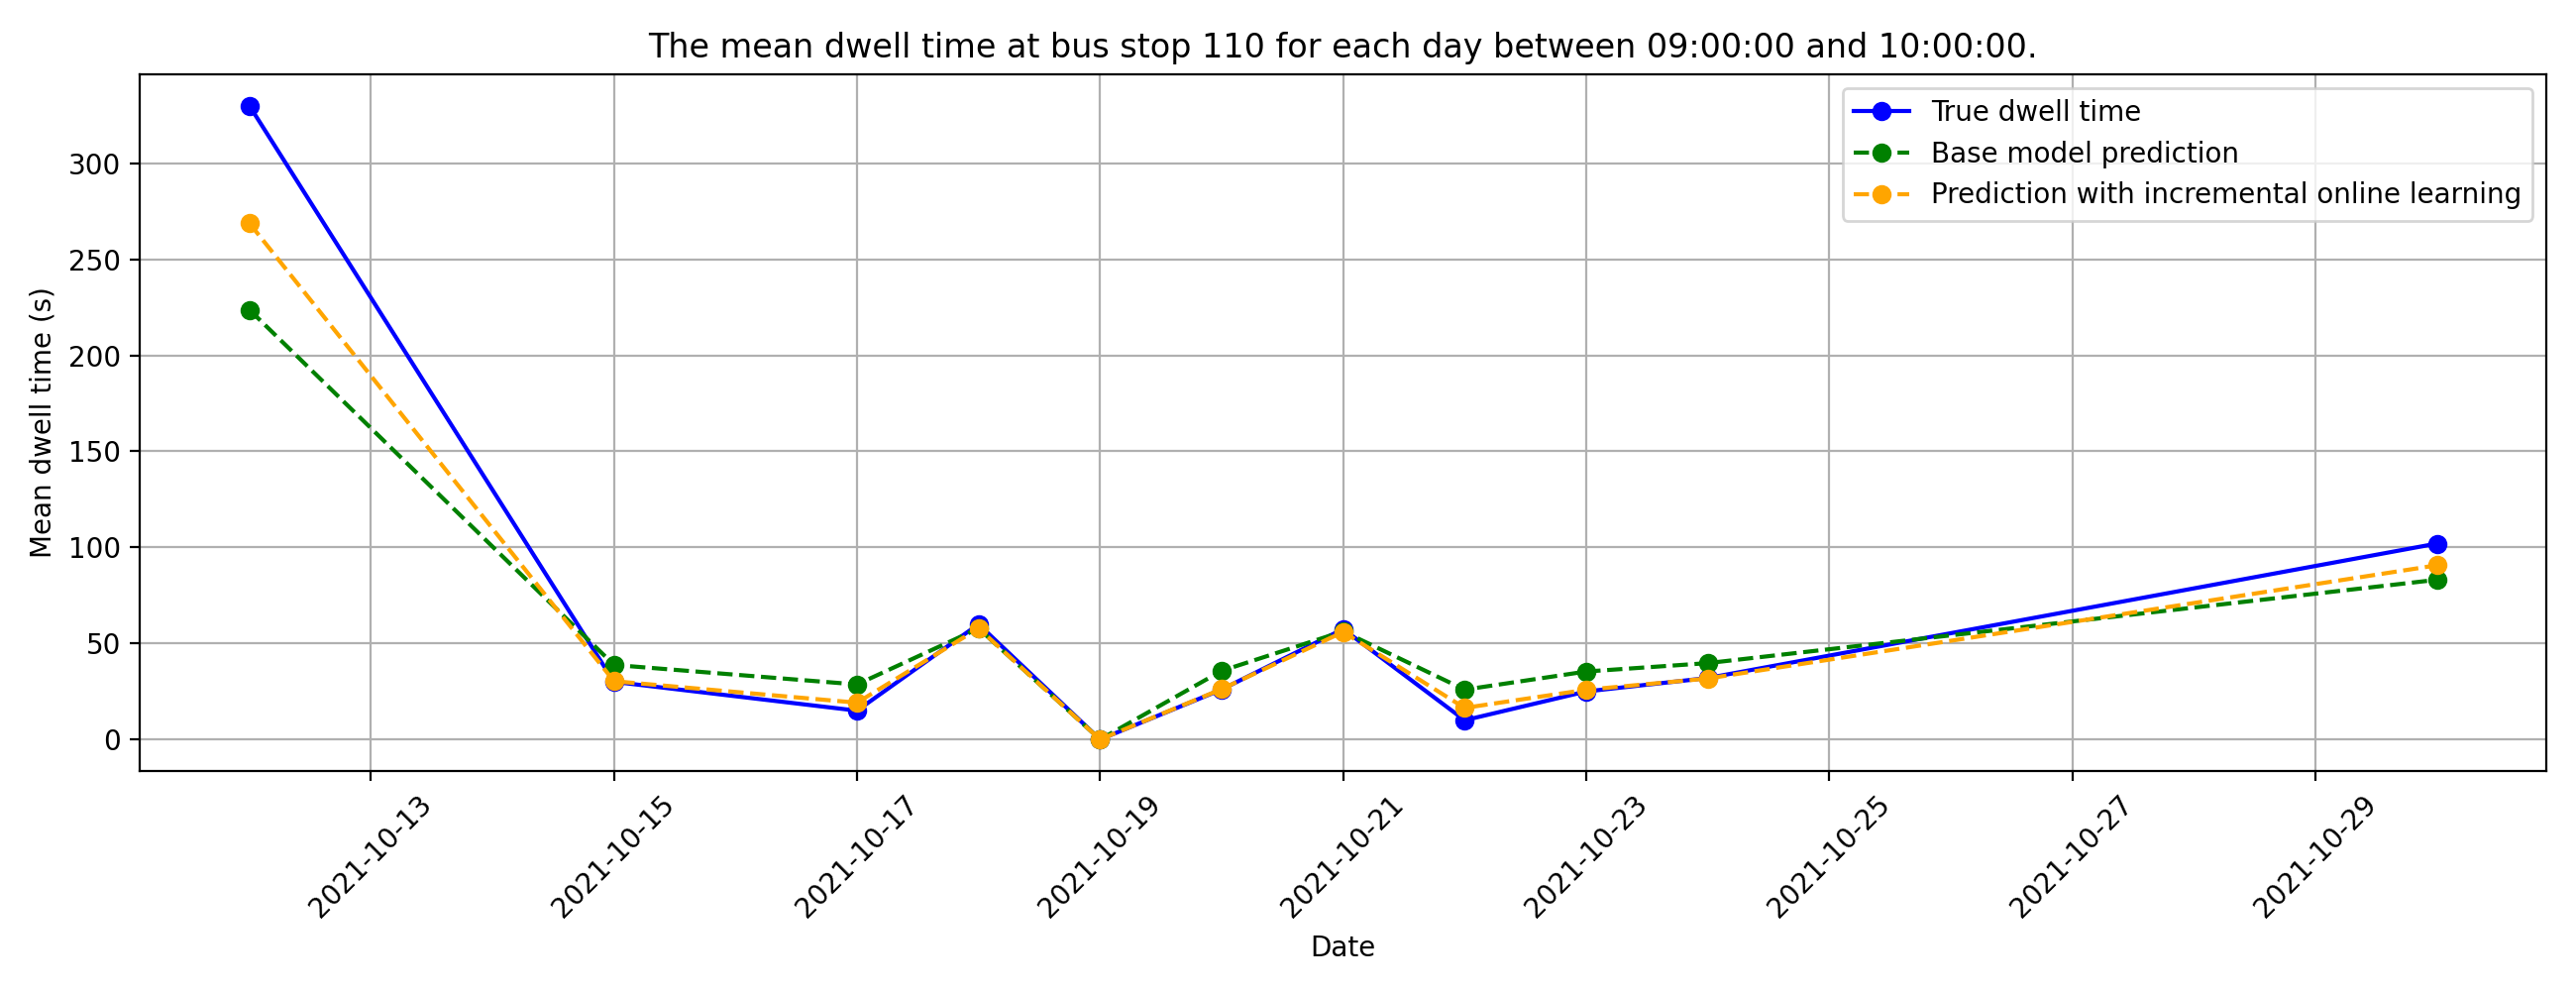 The mean dwell time at bus stop 110 for each day between 09:00:00 and 10:00:00.
True dwell time
Base model prediction
Prediction with incremental online learning
Mean dwell time (s)
300
250
200
150
100
50
0
2021-10-13
2021-10-15
2021-10-17
2021-10-19
2021-10-21
2021-10-23
2021-10-25
2021-10-27
2021-10-29
Date